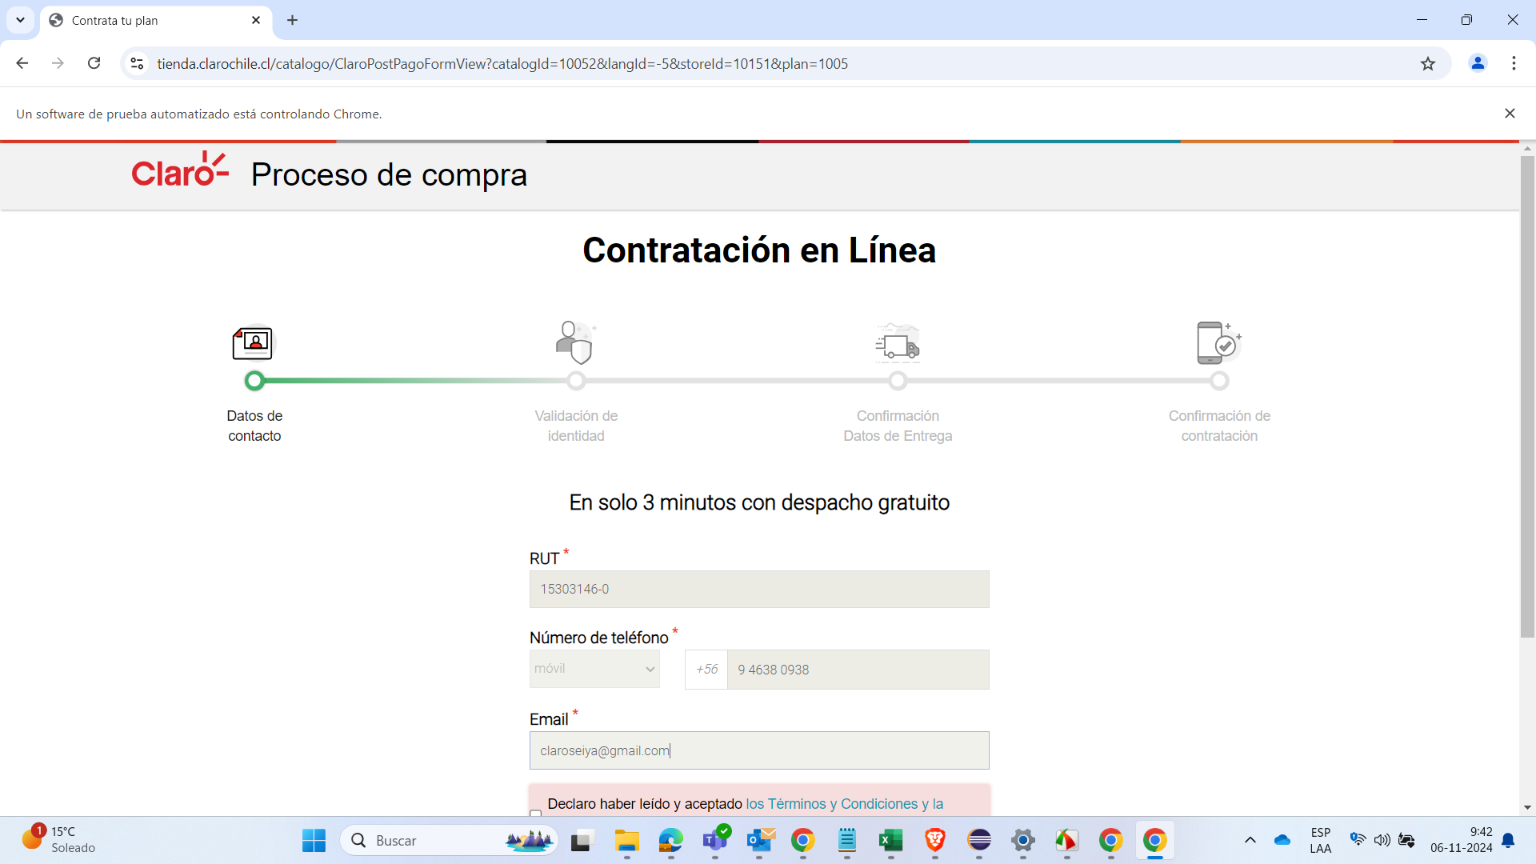 Contrata tu plan
tienda.clarochile.cl/catalogo/ClaroPostPagoFormView?catalogId=10052&langId=-5&storeId=10151&plan=1005
Un software de prueba automatizado está controlando Chrome.
Claro Proceso de compra
Contratación en Línea
Datos de
contacto
Validación de
identidad
Confirmación
Datos de Entrega
Confirmación de
contratación
En solo 3 minutos con despacho gratuito
RUT *
15303146-0
Número de teléfono *
móvil +56 9 4638 0938
Email *
claroseiya@gmail.com
Declaro haber leído y aceptado los Términos y Condiciones y la
1
15°C
Soleado
Buscar
ESP
LAA
9:42
06-11-2024